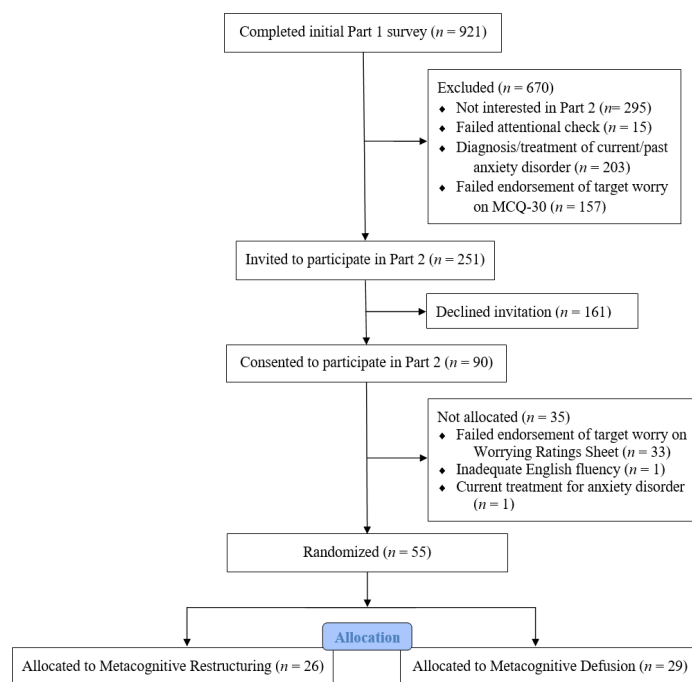 Completed initial Part 1 survey (n = 921)
Excluded (n = 670)
♦ Not interested in Part 2 (n= 295)
♦ Failed attentional check (n = 15)
♦ Diagnosis/treatment of current/past
anxiety disorder (n = 203)
♦ Failed endorsement of target worry
on MCQ-30 (n = 157)
Invited to participate in Part 2 (n = 251)
Declined invitation (n = 161)
Consented to participate in Part 2 (n = 90)
Not allocated (n = 35)
♦ Failed endorsement of target worry on
Worrying Ratings Sheet (n = 33)
♦ Inadequate English fluency (n = 1)
♦ Current treatment for anxiety disorder
(n = 1)
Randomized (n = 55)
Allocation
Allocated to Metacognitive Restructuring (n = 26)
Allocated to Metacognitive Defusion (n = 29)